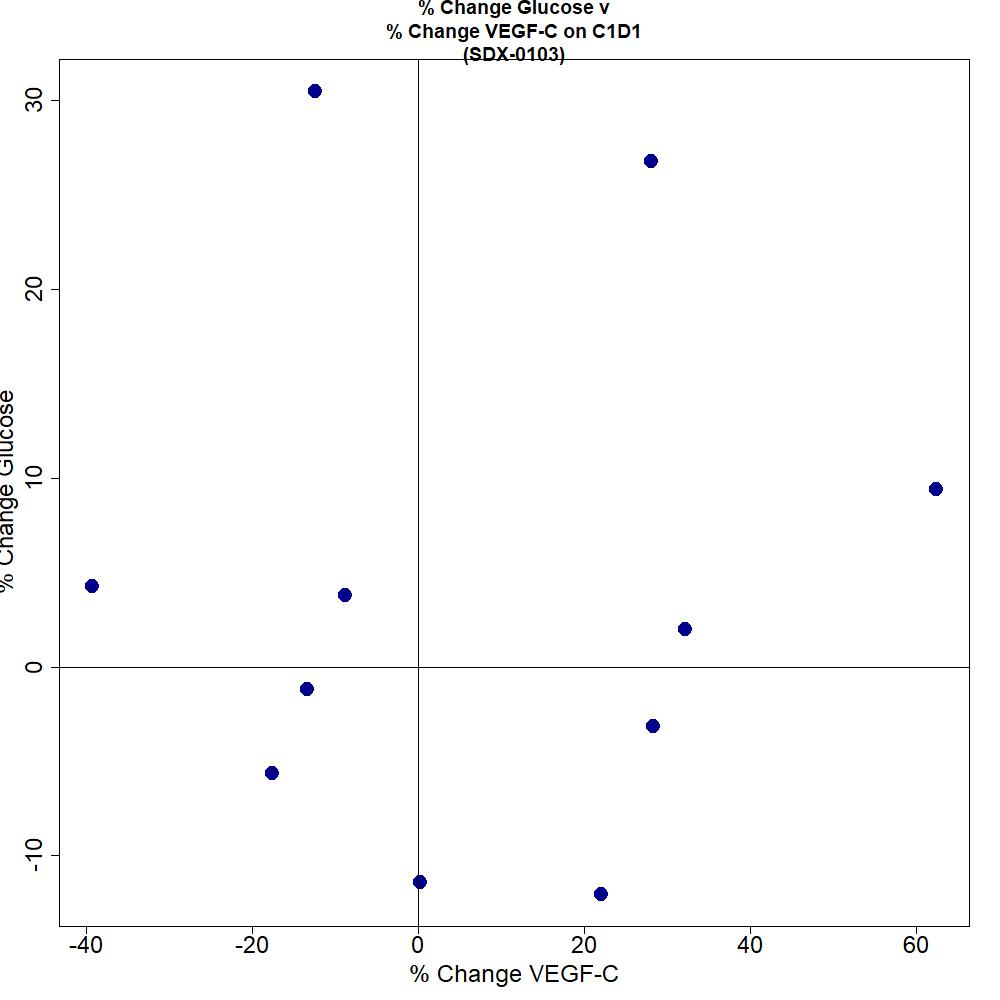 % Change Glucose v
% Change VEGF-C on C1D1
(SDX-0103)
% Change Glucose
30
20
10
0
-10
-40
-20
0
20
40
60
% Change VEGF-C